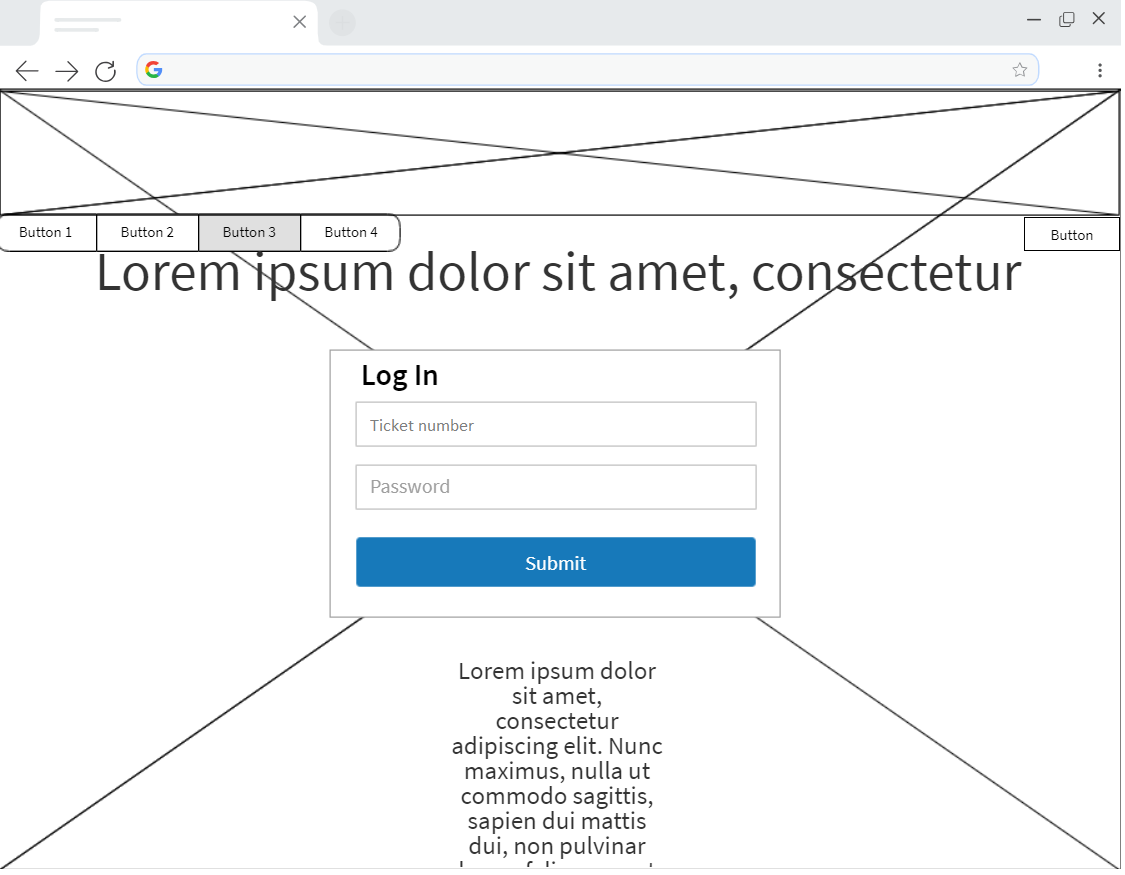 Button 1 Button 2 Button 3 Button 4 Button
Lorem ipsum dolor sit amet, consectetur
Log In
Ticket number
Password
Submit
Lorem ipsum dolor
sit amet,
consectetur
adipiscing elit. Nunc
maximus, nulla ut
commodo sagittis,
sapien dui mattis
dui, non pulvinar